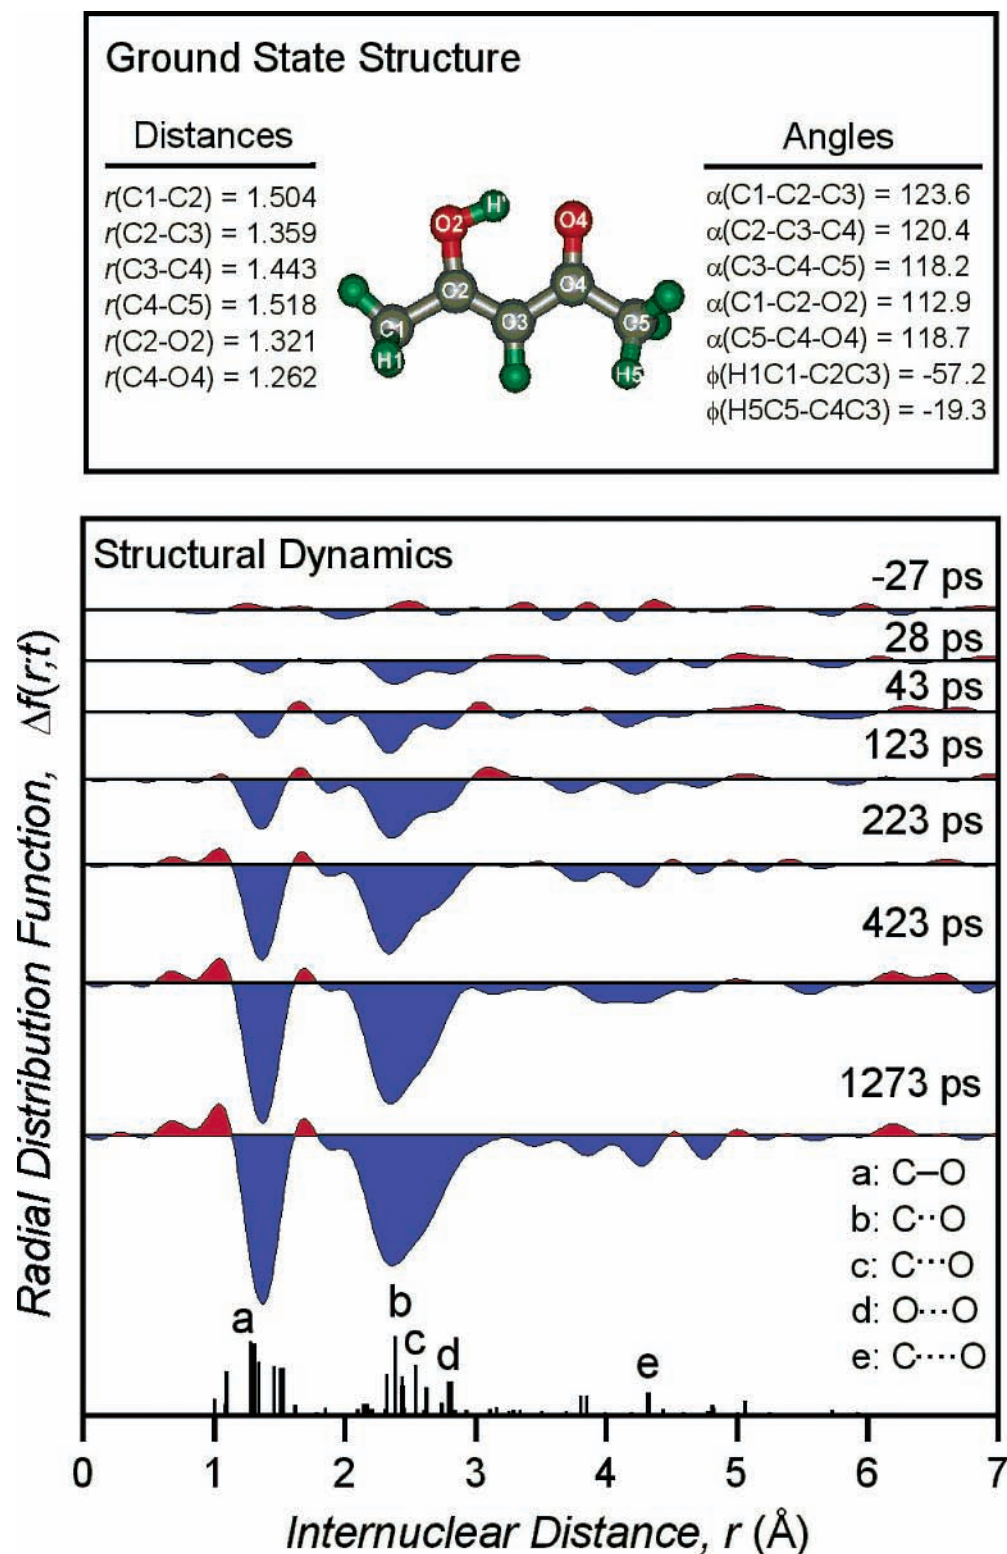 Ground State Structure
Distances
r(C1-C2) = 1.504
r(C2-C3) = 1.359
r(C3-C4) = 1.443
r(C4-C5) = 1.518
r(C2-O2) = 1.321
r(C4-O4) = 1.262
H'
O2
O4
C2
C4
C1
C3
C5
H1
H5
Angles
α(C1-C2-C3) = 123.6
α(C2-C3-C4) = 120.4
α(C3-C4-C5) = 118.2
α(C1-C2-O2) = 112.9
α(C5-C4-O4) = 118.7
ϕ(H1C1-C2C3) = -57.2
ϕ(H5C5-C4C3) = -19.3
Structural Dynamics
-27 ps
28 ps
43 ps
123 ps
223 ps
423 ps
1273 ps
Radial Distribution Function, Δf(r;t)
a: C–O
b: C··O
c: C···O
d: O···O
e: C····O
a
b
c
d
e
0 1 2 3 4 5 6 7
Internuclear Distance, r (Å)